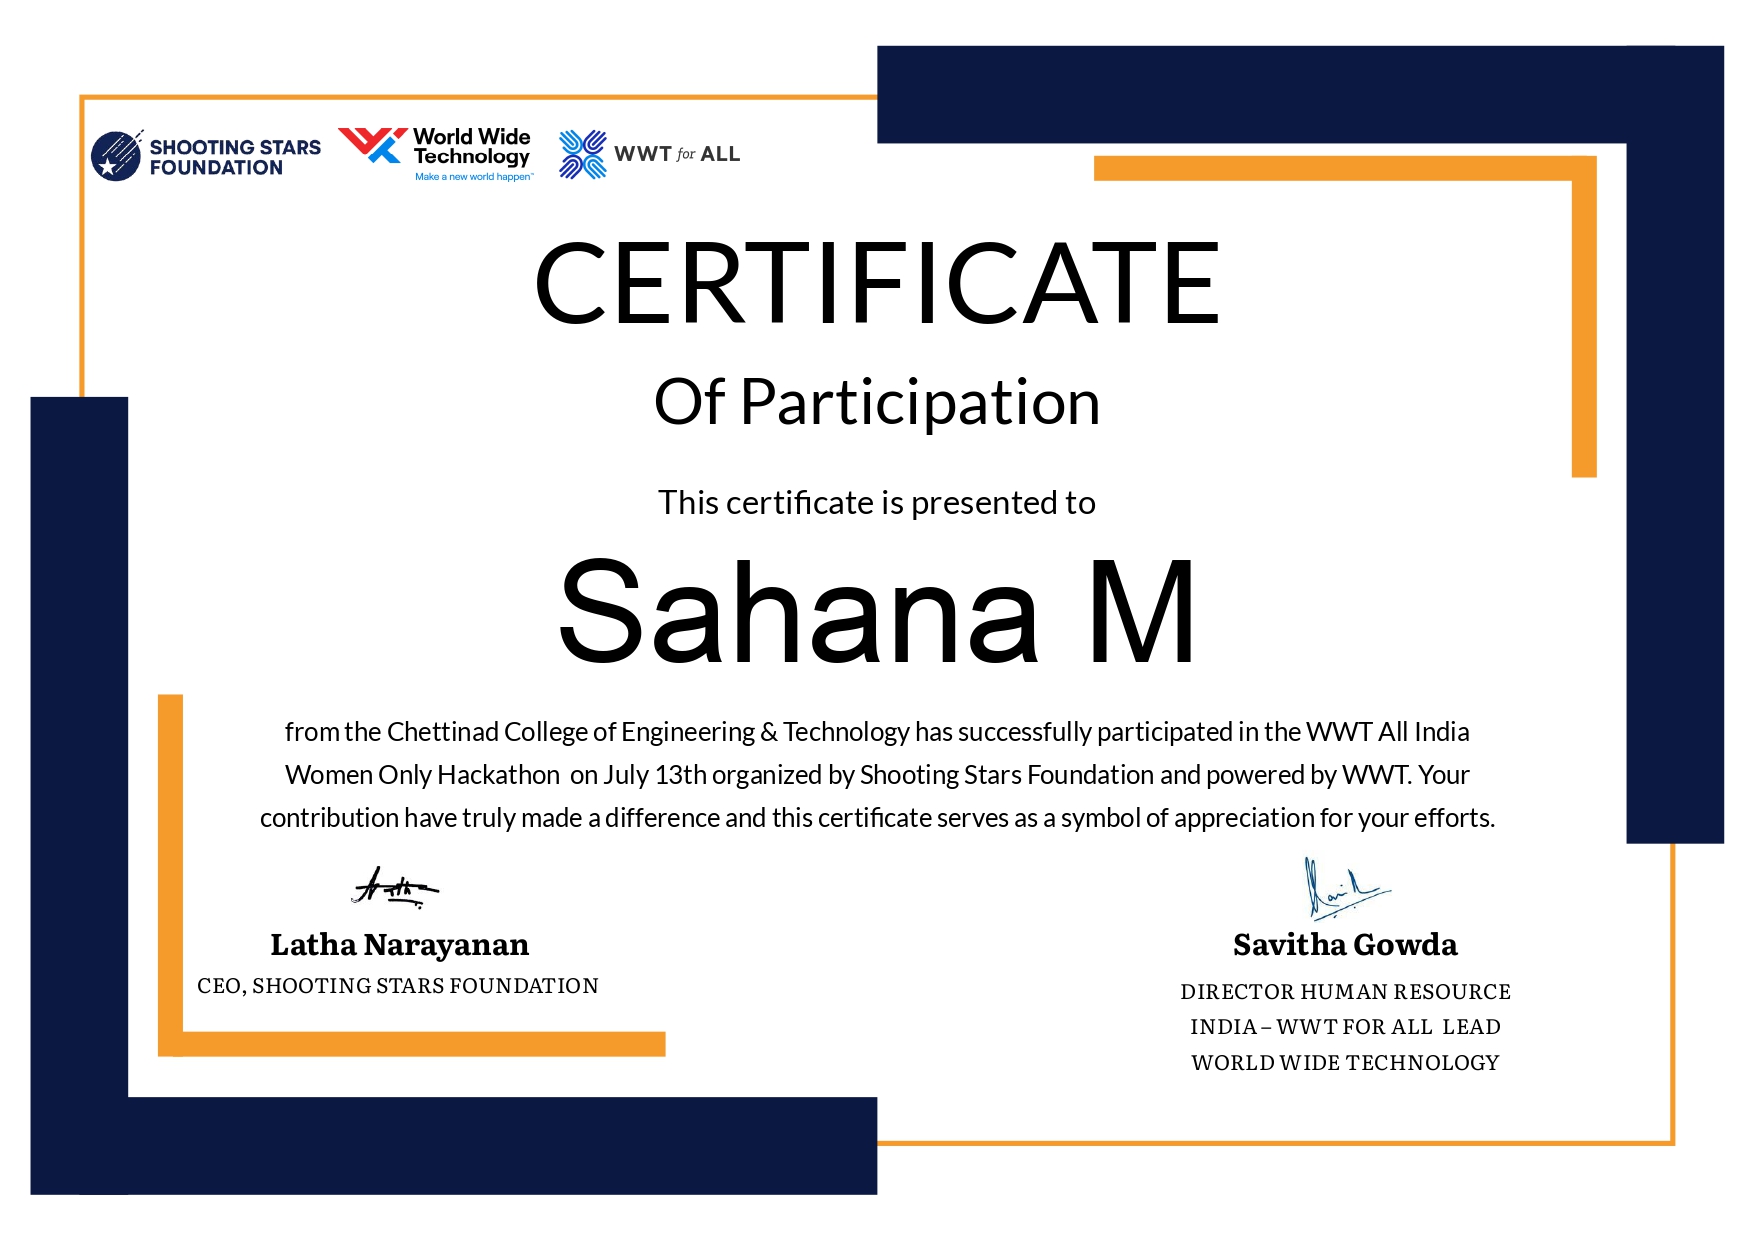 SHOOTING STARS
FOUNDATION
World Wide
Technology
Make a new world happen™
WWT for ALL
CERTIFICATE
Of Participation
This certificate is presented to
Sahana M
from the Chettinad College of Engineering & Technology has successfully participated in the WWT All India
Women Only Hackathon on July 13th organized by Shooting Stars Foundation and powered by WWT. Your
contribution have truly made a difference and this certificate serves as a symbol of appreciation for your efforts.
Latha Narayanan
CEO, SHOOTING STARS FOUNDATION
Savitha Gowda
DIRECTOR HUMAN RESOURCE
INDIA – WWT FOR ALL LEAD
WORLD WIDE TECHNOLOGY